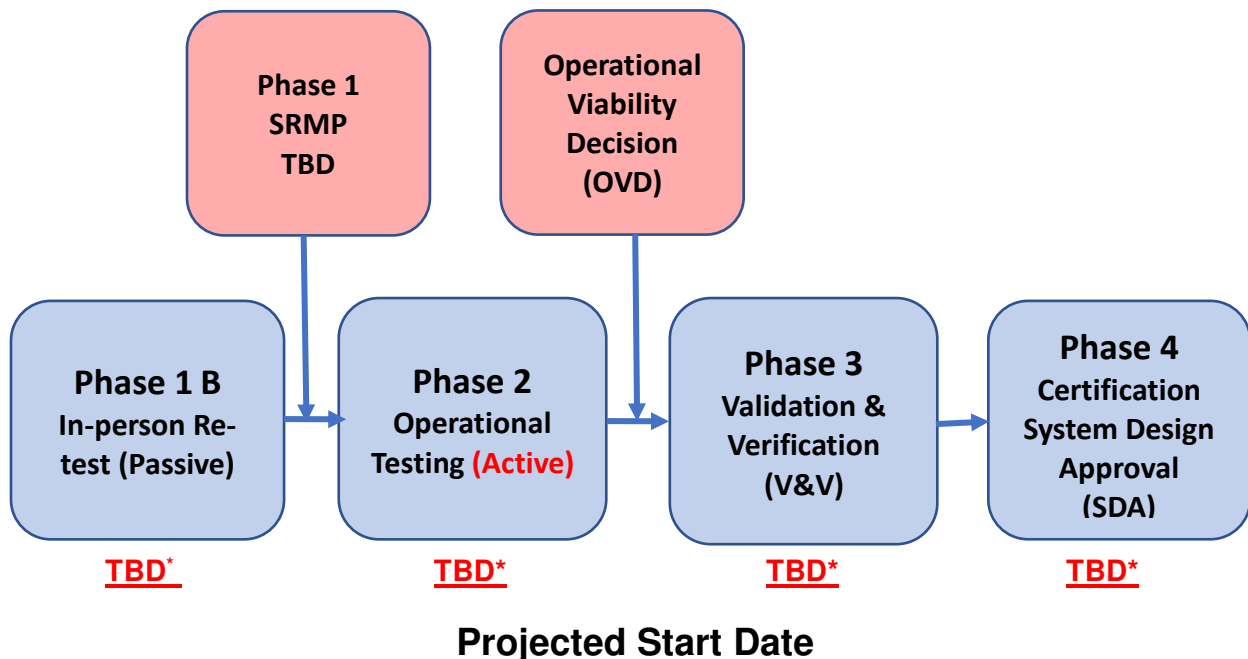 Phase 1
SRMP
TBD
Operational
Viability
Decision
(OVD)
Phase 1 B
In-person Re-
test (Passive)
Phase 2
Operational
Testing (Active)
Phase 3
Validation &
Verification
(V&V)
Phase 4
Certification
System Design
Approval
(SDA)
TBD*
TBD*
TBD*
TBD*
Projected Start Date